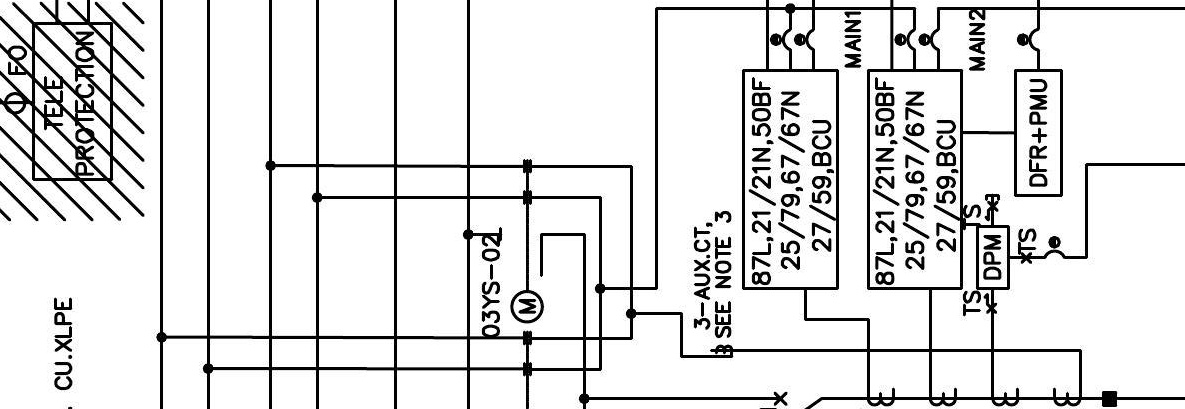 FO
TELE
PROTECTION
CU.XLPE
03YS-02
M
3-AUX.CT,
SEE NOTE 3
3
MAIN1
87L,21/21N,50BF
25/79,67/67N
27/59,BCU
MAIN2
87L,21/21N,50BF
25/79,67/67N
27/59,BCU
DFR+PMU
TS
DPM
TS
TS